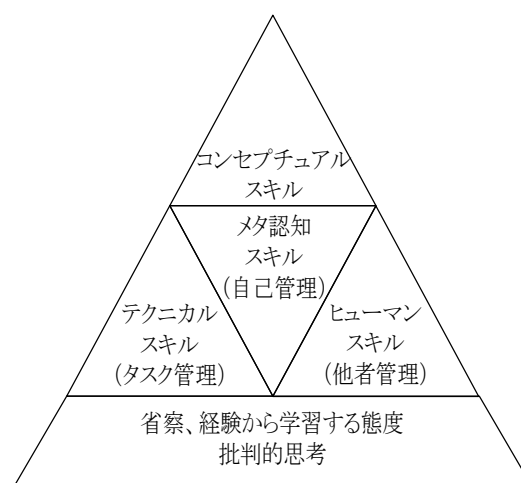 コンセプチュアル
スキル
メタ認知
スキル
(自己管理)
テクニカル
スキル
(タスク管理)
ヒューマン
スキル
(他者管理)
省察、経験から学習する態度
批判的思考